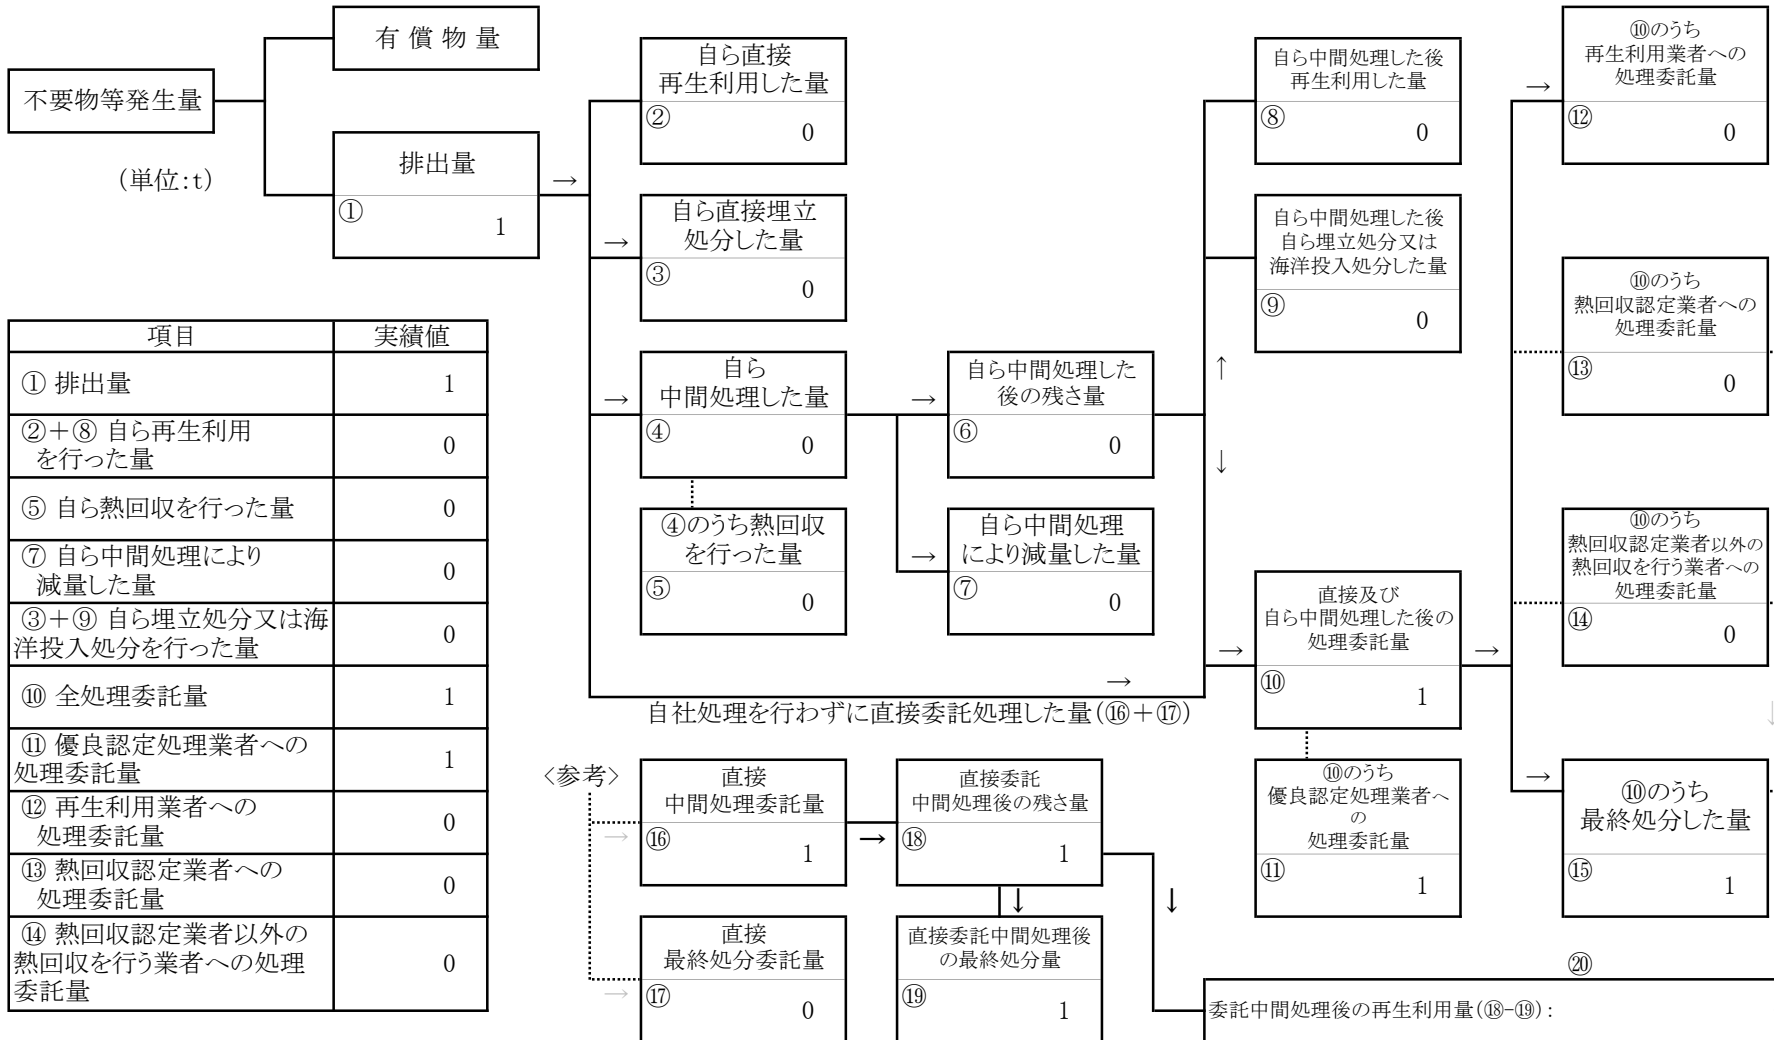 有 償 物 量
不要物等発生量
（単位:t）
排出量
①
1
→
自ら直接
再生利用した量
②
0
→
自ら直接埋立
処分した量
③
0
→
自ら
中間処理した量
④
0
④のうち熱回収
を行った量
⑤
0
→
自ら中間処理した
後の残さ量
⑥
0
→
自ら中間処理
により減量した量
⑦
0
自ら中間処理した後
再生利用した量
⑧
0
自ら中間処理した後
自ら埋立処分又は
海洋投入処分した量
⑨
0
↑
↓
→
直接及び
自ら中間処理した後の
処理委託量
⑩
1
⑩のうち
優良認定処理業者へ
の
処理委託量
⑪
1
→
→
⑩のうち
再生利用業者への
処理委託量
⑫
0
⑩のうち
熱回収認定業者への
処理委託量
⑬
0
⑩のうち
熱回収認定業者以外の
熱回収を行う業者への
処理委託量
⑭
0
↓
→
⑩のうち
最終処分した量
⑮
1
→
自社処理を行わずに直接委託処理した量(⑯＋⑰)
〈参考〉
→
直接
中間処理委託量
⑯
1
→
直接委託
中間処理後の残さ量
⑱
1
↓
↓
→
直接
最終処分委託量
⑰
0
直接委託中間処理後
の最終処分量
⑲
1
⑳
委託中間処理後の再生利用量(⑱-⑲)：
項目 実績値
① 排出量 1
②＋⑧ 自ら再生利用
を行った量 0
⑤ 自ら熱回収を行った量 0
⑦ 自ら中間処理により
減量した量 0
③＋⑨ 自ら埋立処分又は海
洋投入処分を行った量 0
⑩ 全処理委託量 1
⑪ 優良認定処理業者への
処理委託量 1
⑫ 再生利用業者への
処理委託量 0
⑬ 熱回収認定業者への
処理委託量 0
⑭ 熱回収認定業者以外の
熱回収を行う業者への処理
委託量 0